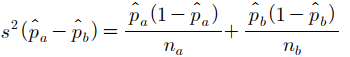 s²(p̂ₐ − p̂_b) = p̂ₐ(1 − p̂ₐ)/nₐ + p̂_b(1 − p̂_b)/n_b